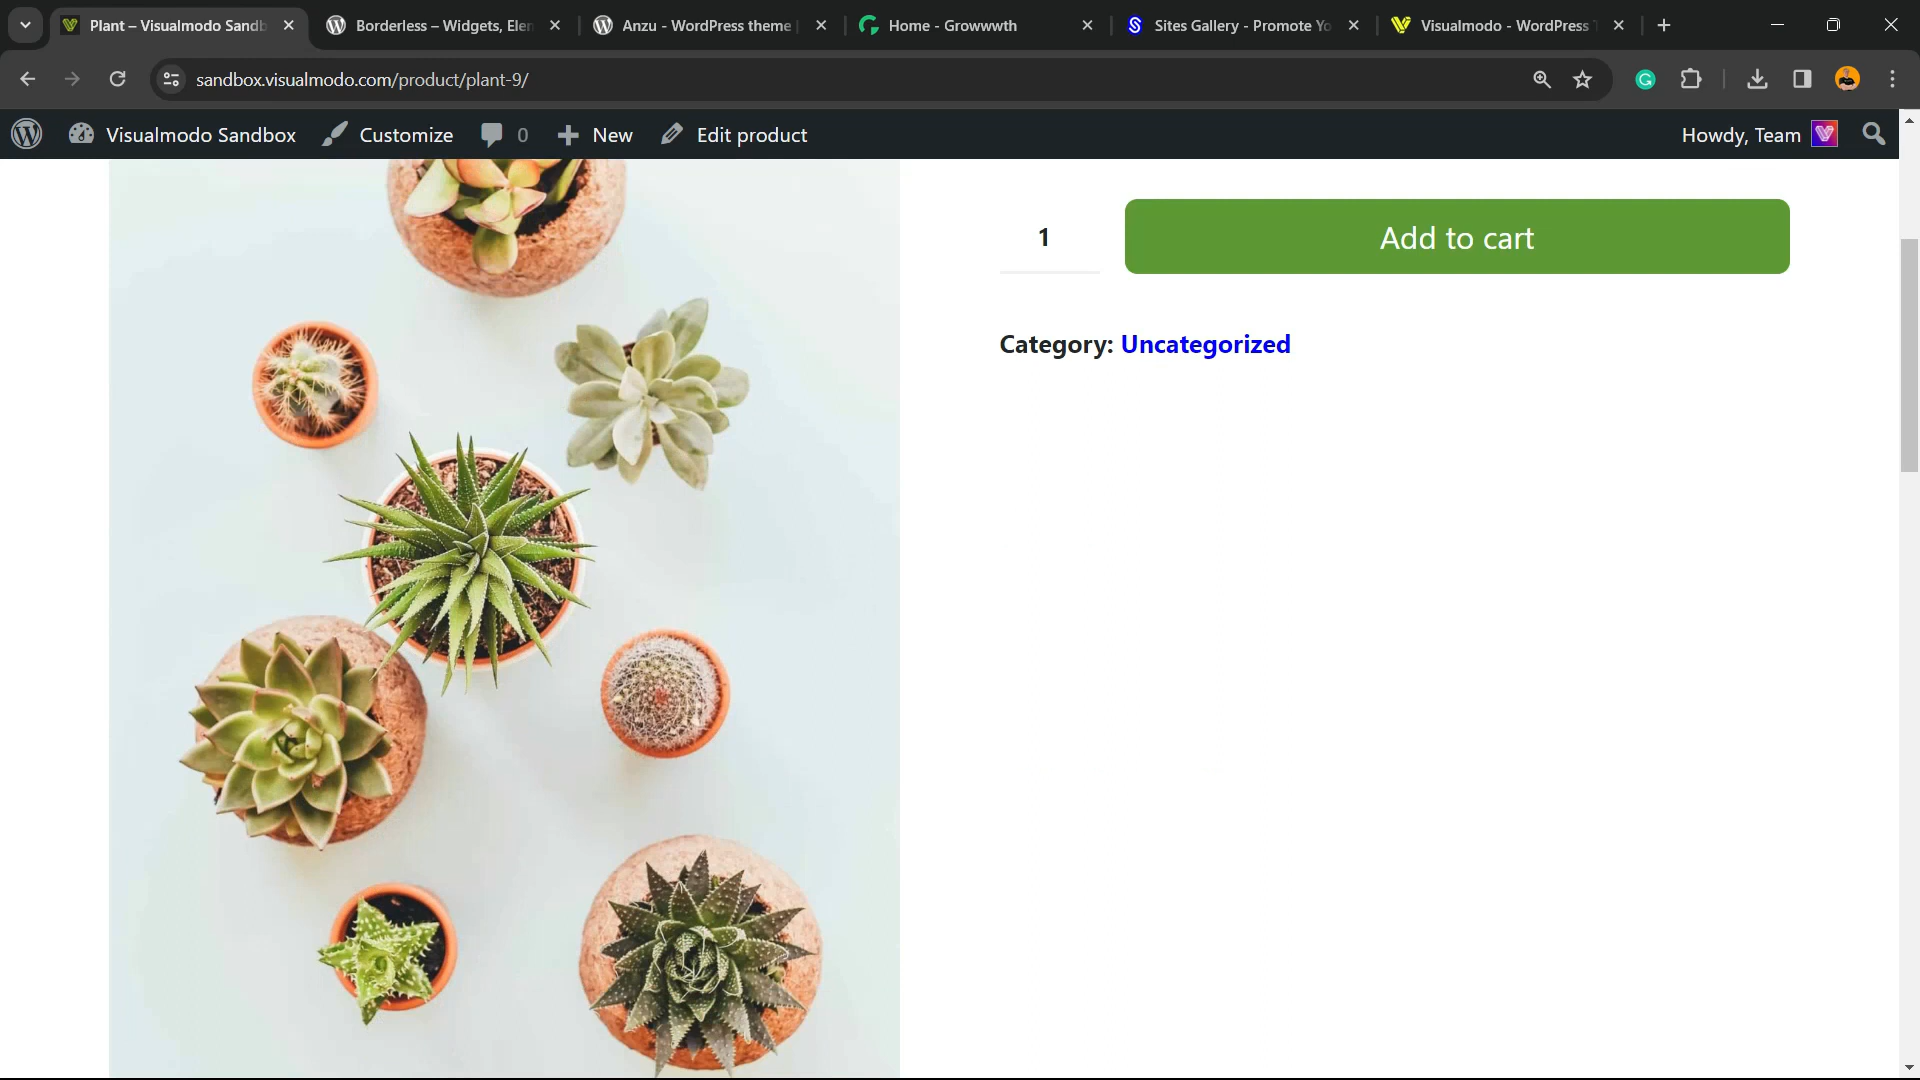 Plant – Visualmodo Sandb
Borderless – Widgets, Elen
Anzu - WordPress theme
Home - Growwwth
Sites Gallery - Promote Yo
Visualmodo - WordPress T
sandbox.visualmodo.com/product/plant-9/
Visualmodo Sandbox
Customize
0
New
Edit product
Howdy, Team
1
Add to cart
Category: Uncategorized